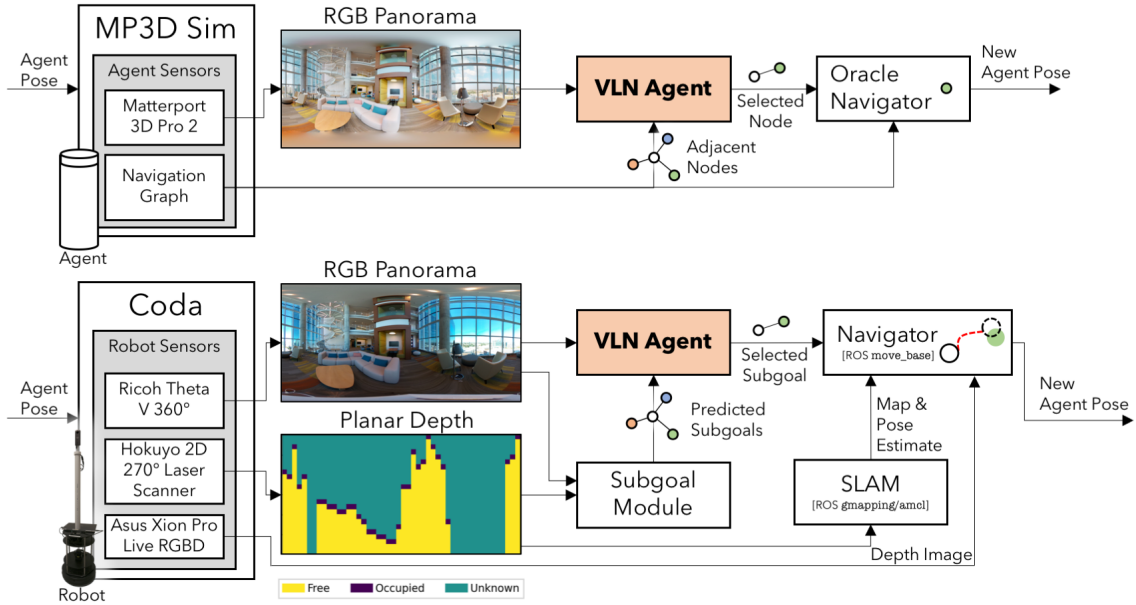 MP3D Sim
RGB Panorama
Agent
Pose
Agent Sensors
Matterport
3D Pro 2
Navigation
Graph
Agent
VLN Agent
Selected
Node
Adjacent
Nodes
Oracle
Navigator
New
Agent Pose
Coda
RGB Panorama
Agent
Pose
Robot Sensors
Ricoh Theta
V 360°
Hokuyo 2D
270° Laser
Scanner
Asus Xion Pro
Live RGBD
Robot
Planar Depth
Free
Occupied
Unknown
VLN Agent
Selected
Subgoal
Predicted
Subgoals
Subgoal
Module
Navigator
[ROS move_base]
Map &
Pose
Estimate
SLAM
[ROS gmapping/amcl]
Depth Image
New
Agent Pose